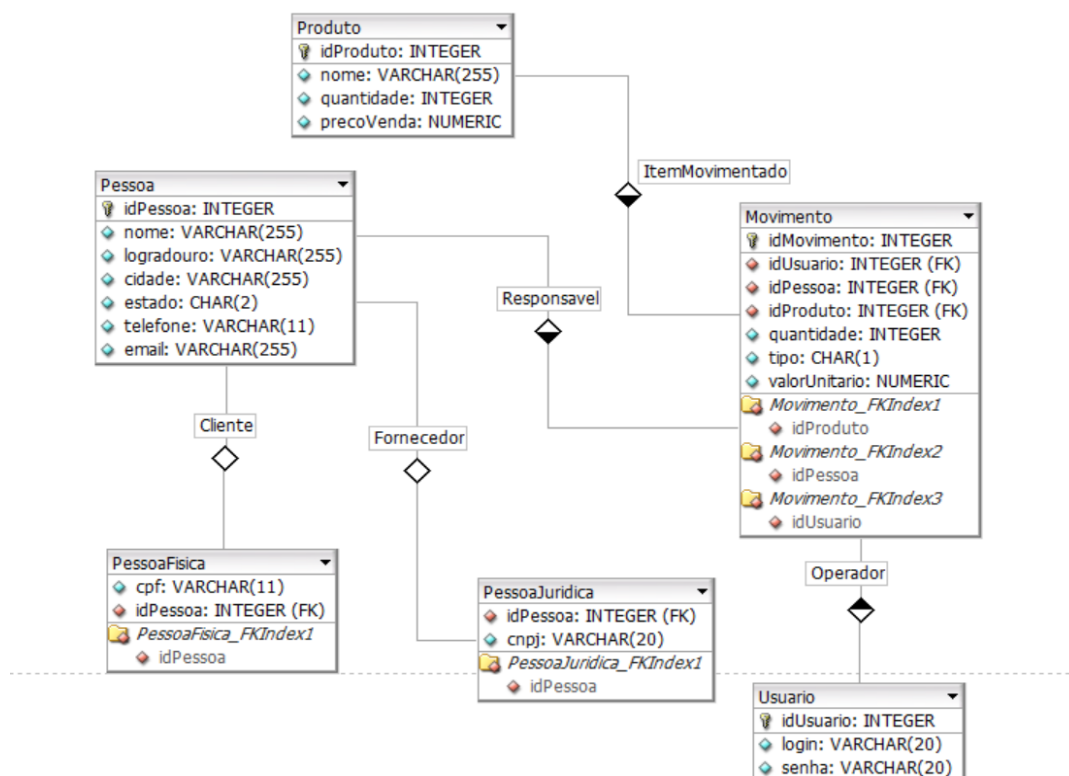 Produto
idProduto: INTEGER
nome: VARCHAR(255)
quantidade: INTEGER
precoVenda: NUMERIC
ItemMovimentado
Pessoa
idPessoa: INTEGER
nome: VARCHAR(255)
logradouro: VARCHAR(255)
cidade: VARCHAR(255)
estado: CHAR(2)
telefone: VARCHAR(11)
email: VARCHAR(255)
Responsavel
Movimento
idMovimento: INTEGER
idUsuario: INTEGER (FK)
idPessoa: INTEGER (FK)
idProduto: INTEGER (FK)
quantidade: INTEGER
tipo: CHAR(1)
valorUnitario: NUMERIC
Movimento_FKIndex1
idProduto
Movimento_FKIndex2
idPessoa
Movimento_FKIndex3
idUsuario
Cliente
Fornecedor
PessoaFisica
cpf: VARCHAR(11)
idPessoa: INTEGER (FK)
PessoaFisica_FKIndex1
idPessoa
PessoaJuridica
idPessoa: INTEGER (FK)
cnpj: VARCHAR(20)
PessoaJuridica_FKIndex1
idPessoa
Operador
Usuario
idUsuario: INTEGER
login: VARCHAR(20)
senha: VARCHAR(20)